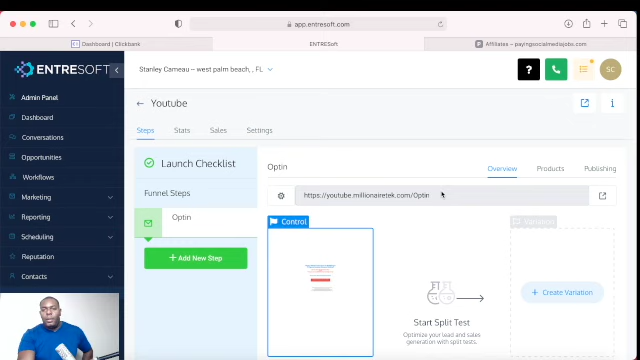 app.entresoft.com
Dashboard | Clickbank
ENTRESoft
Affiliates – payingsocialmediajobs.com
ENTRESOFT
Stanley Cameau -- west palm beach, , FL
SC
Admin Panel
Dashboard
Conversations
Opportunities
Workflows
Marketing
Reporting
Scheduling
Reputation
Contacts
Youtube
Steps
Stats
Sales
Settings
Launch Checklist
Funnel Steps
Optin
Add New Step
Optin
Overview
Products
Publishing
https://youtube.millionairetek.com/Optin
Control
Variation
Start Split Test
Optimize your lead and sales
generation with split tests.
Create Variation